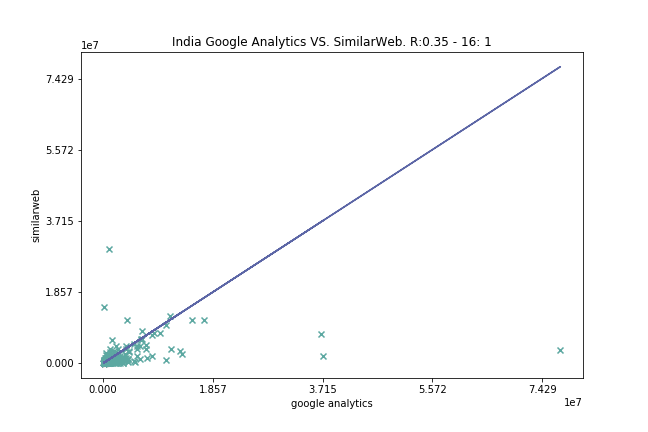 India Google Analytics VS. SimilarWeb. R:0.35 - 16: 1
1e7
7.429
5.572
3.715
1.857
0.000
similarweb
0.000 1.857 3.715 5.572 7.429
google analytics
1e7